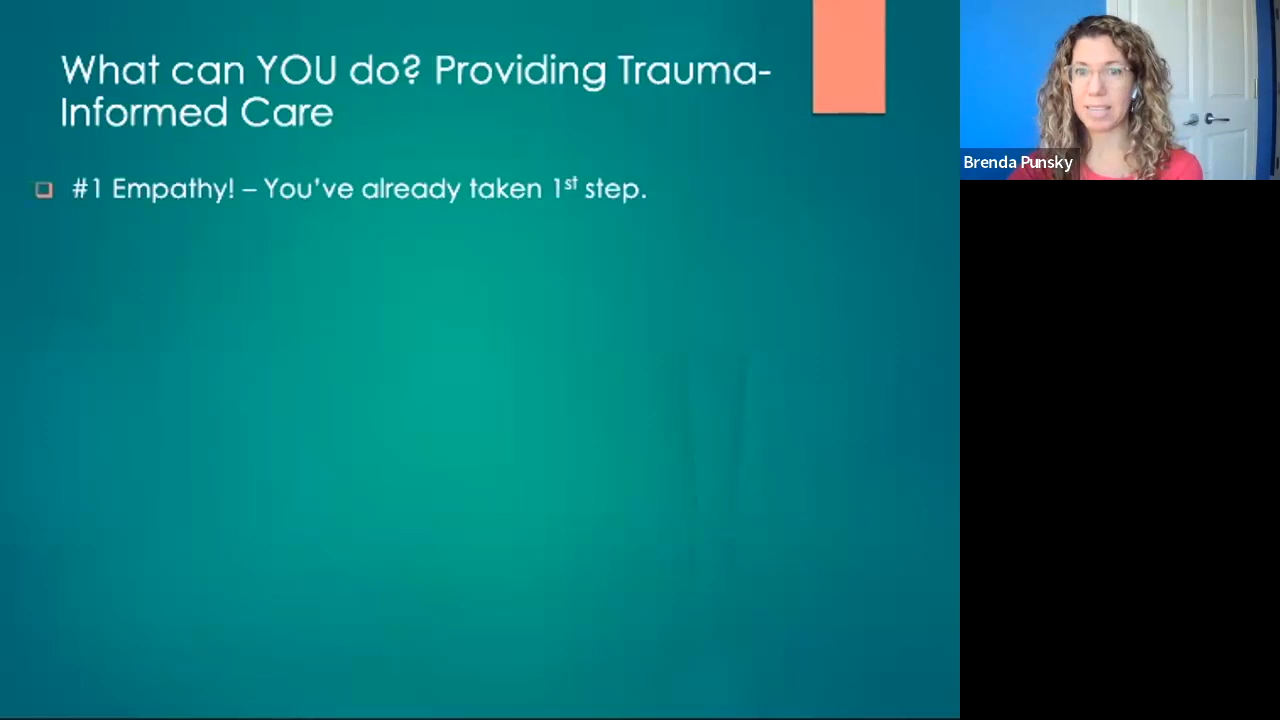 What can YOU do? Providing Trauma-
Informed Care
#1 Empathy! – You’ve already taken 1st step.
Brenda Punsky